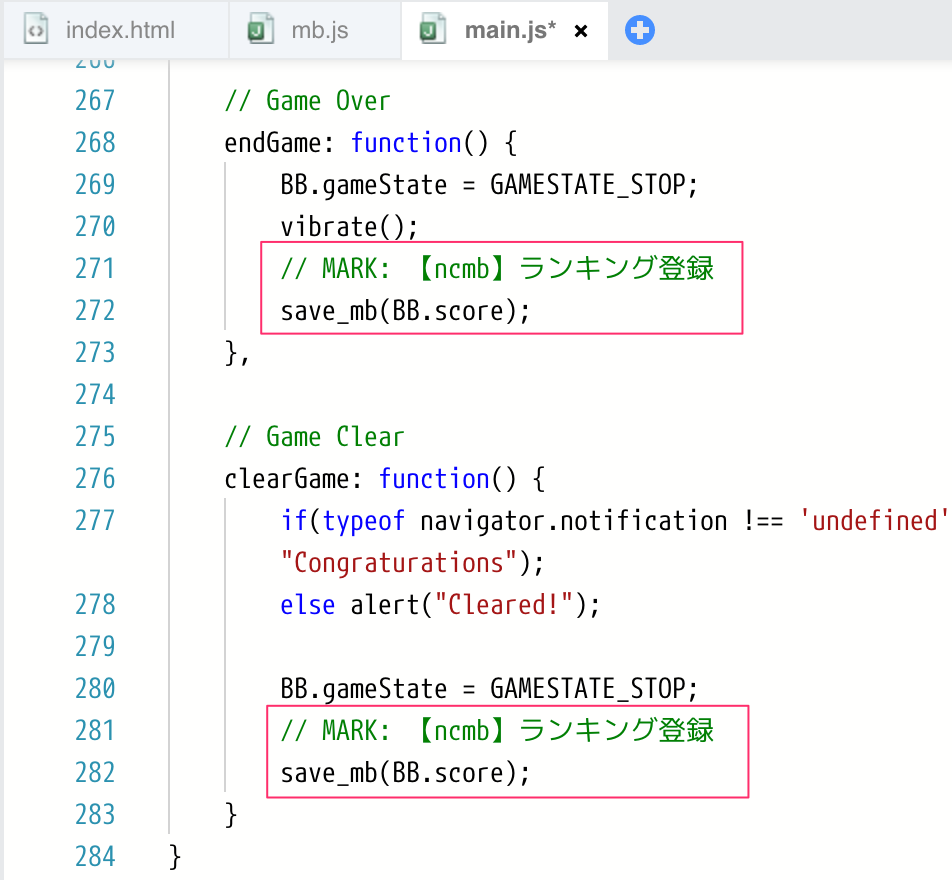 index.html mb.js main.js* ×
267 // Game Over
268 endGame: function() {
269 BB.gameState = GAMESTATE_STOP;
270 vibrate();
271 // MARK: 【ncmb】ランキング登録
272 save_mb(BB.score);
273 },
274
275 // Game Clear
276 clearGame: function() {
277 if(typeof navigator.notification !== 'undefined'
"Congraturations");
278 else alert("Cleared!");
279
280 BB.gameState = GAMESTATE_STOP;
281 // MARK: 【ncmb】ランキング登録
282 save_mb(BB.score);
283 }
284 }